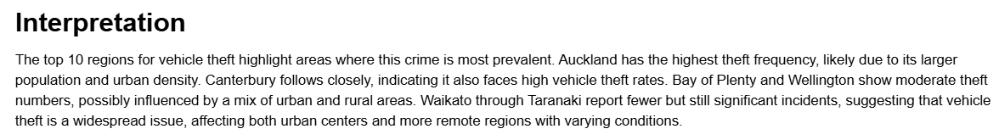 Interpretation
The top 10 regions for vehicle theft highlight areas where this crime is most prevalent. Auckland has the highest theft frequency, likely due to its larger
population and urban density. Canterbury follows closely, indicating it also faces high vehicle theft rates. Bay of Plenty and Wellington show moderate theft
numbers, possibly influenced by a mix of urban and rural areas. Waikato through Taranaki report fewer but still significant incidents, suggesting that vehicle
theft is a widespread issue, affecting both urban centers and more remote regions with varying conditions.